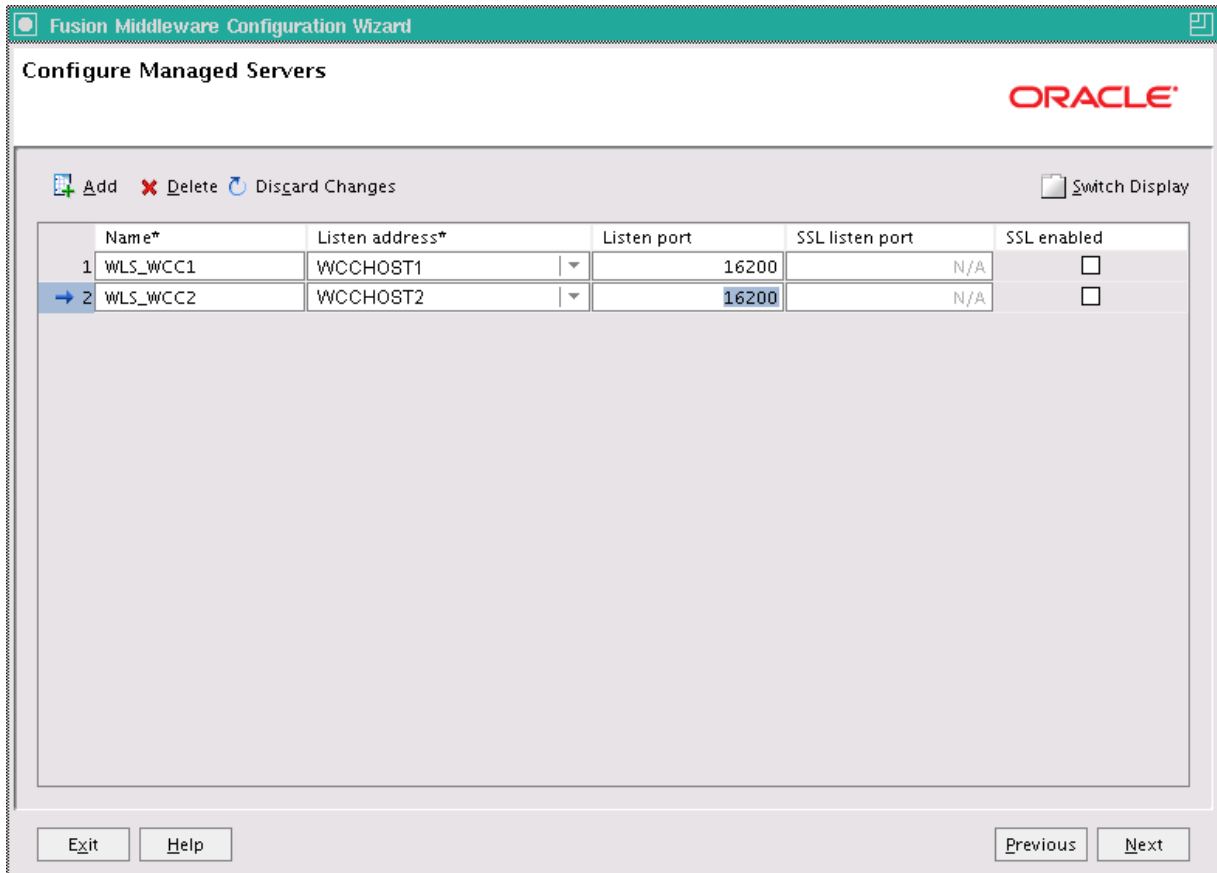 Fusion Middleware Configuration Wizard
Configure Managed Servers
ORACLE
Add Delete Discard Changes Switch Display
Name* Listen address* Listen port SSL listen port SSL enabled
1 WLS_WCC1 WCCHOST1 16200 N/A
2 WLS_WCC2 WCCHOST2 16200 N/A
Exit Help Previous Next